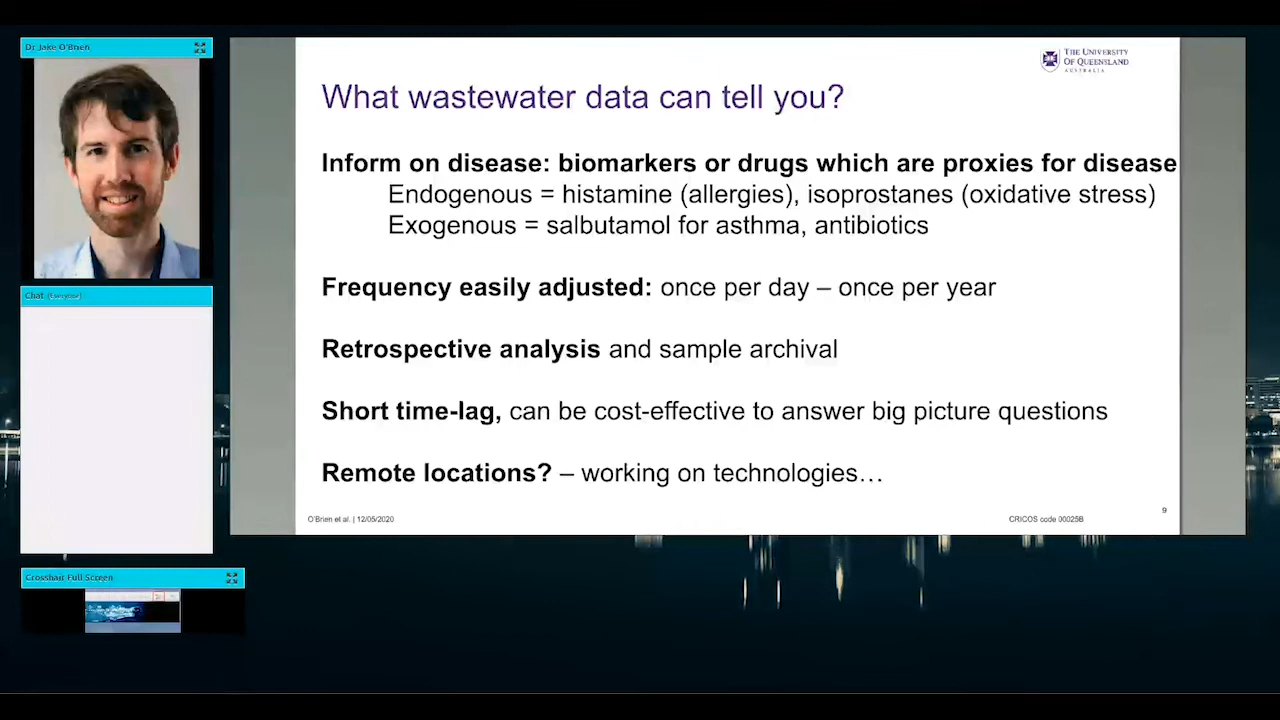 Dr Jake O'Brien
THE UNIVERSITY
OF QUEENSLAND
AUSTRALIA
What wastewater data can tell you?
Inform on disease: biomarkers or drugs which are proxies for disease
Endogenous = histamine (allergies), isoprostanes (oxidative stress)
Exogenous = salbutamol for asthma, antibiotics
Frequency easily adjusted: once per day – once per year
Retrospective analysis and sample archival
Short time-lag, can be cost-effective to answer big picture questions
Remote locations? – working on technologies…
O'Brien et al. | 12/05/2020
CRICOS code 00025B
9
Chat (Everyone)
Crosshair Full Screen